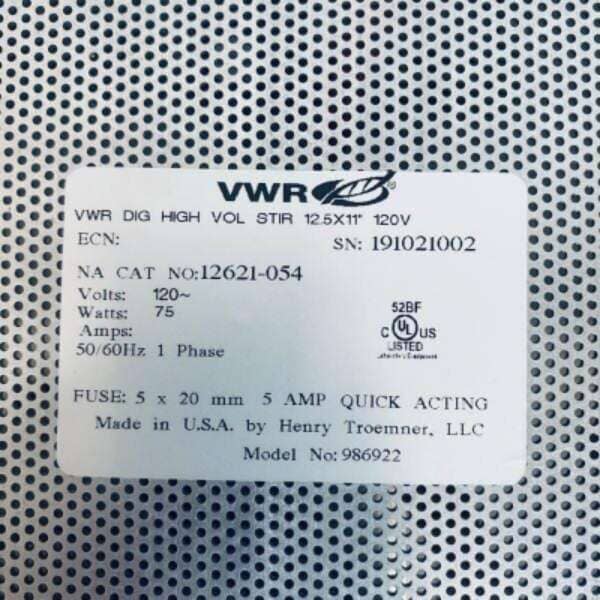 VWR®
VWR DIG HIGH VOL STIR 12.5X11" 120V
ECN: SN: 191021002
NA CAT NO:12621-054
Volts: 120~
Watts: 75
Amps:
50/60Hz 1 Phase
52BF
C UL US
LISTED
Laboratory Equipment
FUSE: 5 x 20 mm 5 AMP QUICK ACTING
Made in U.S.A. by Henry Troemner, LLC
Model No: 986922